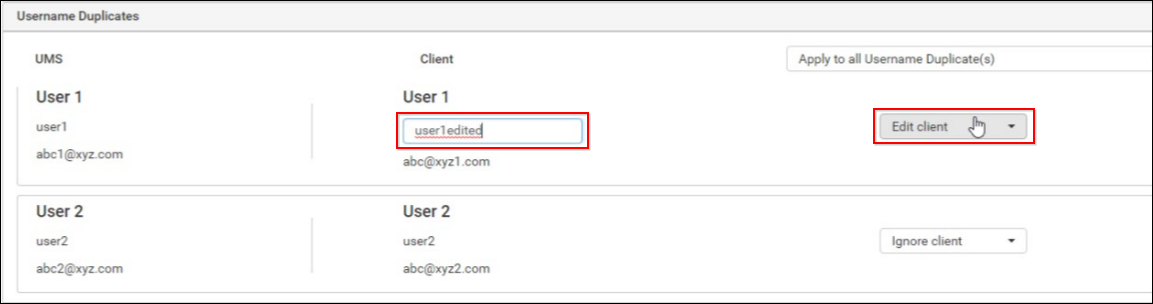 Username Duplicates
UMS Client Apply to all Username Duplicate(s)
User 1 User 1
user1 user1edited Edit client
abc1@xyz.com abc@xyz1.com
User 2 User 2
user2 user2 Ignore client
abc2@xyz.com abc@xyz2.com